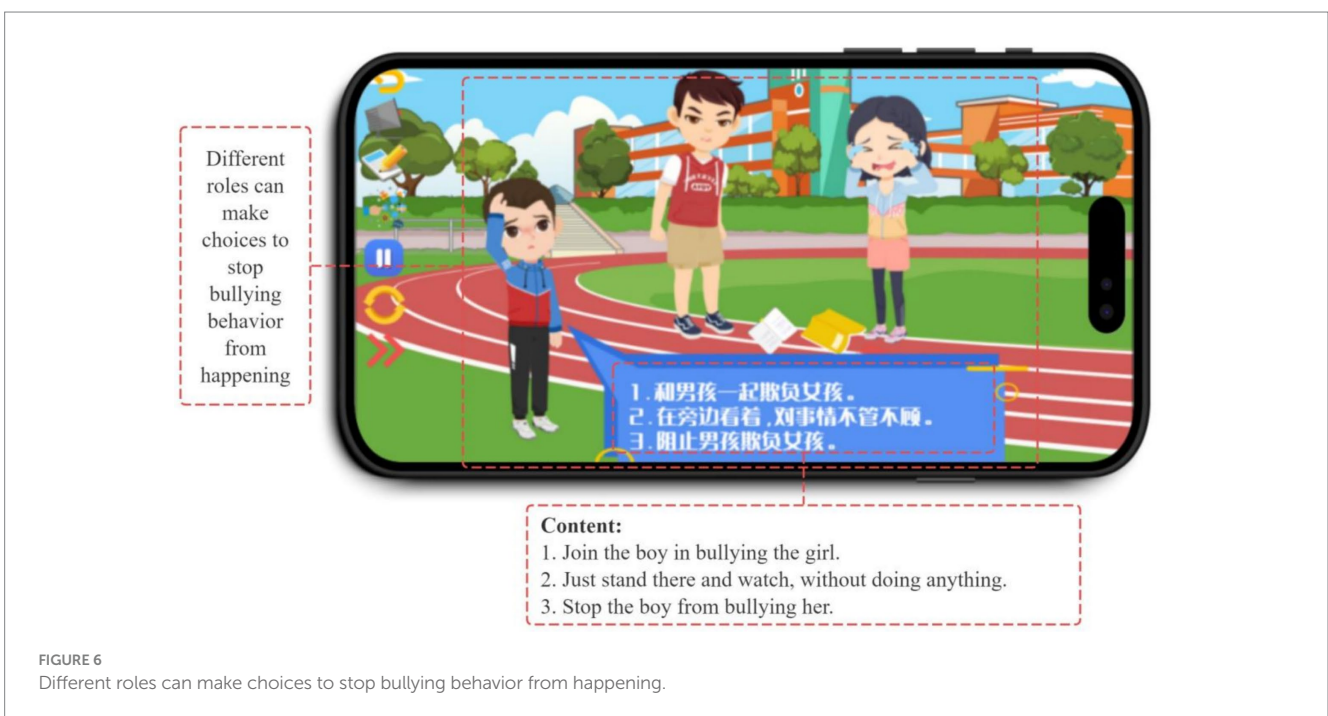 Different
roles can
make
choices to
stop
bullying
behavior
from
happening
1.和男孩一起欺负女孩。
2.在旁边看着,对事情不管不顾。
3.阻止男孩欺负女孩。
Content:
1. Join the boy in bullying the girl.
2. Just stand there and watch, without doing anything.
3. Stop the boy from bullying her.
FIGURE 6
Different roles can make choices to stop bullying behavior from happening.